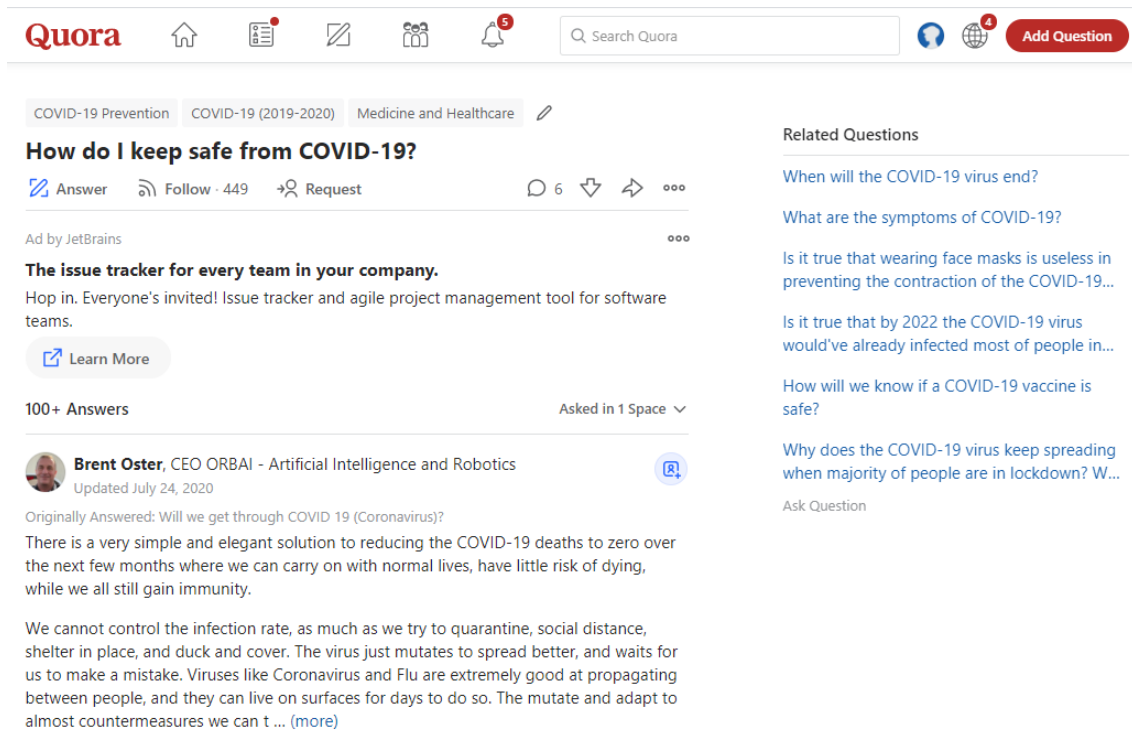 Quora
5
Search Quora
4
Add Question
COVID-19 Prevention COVID-19 (2019-2020) Medicine and Healthcare
How do I keep safe from COVID-19?
Answer Follow · 449 Request 6
Ad by JetBrains
The issue tracker for every team in your company.
Hop in. Everyone's invited! Issue tracker and agile project management tool for software
teams.
Learn More
100+ Answers Asked in 1 Space
Brent Oster, CEO ORBAI - Artificial Intelligence and Robotics
Updated July 24, 2020
Originally Answered: Will we get through COVID 19 (Coronavirus)?
There is a very simple and elegant solution to reducing the COVID-19 deaths to zero over
the next few months where we can carry on with normal lives, have little risk of dying,
while we all still gain immunity.
We cannot control the infection rate, as much as we try to quarantine, social distance,
shelter in place, and duck and cover. The virus just mutates to spread better, and waits for
us to make a mistake. Viruses like Coronavirus and Flu are extremely good at propagating
between people, and they can live on surfaces for days to do so. The mutate and adapt to
almost countermeasures we can t ... (more)
Related Questions
When will the COVID-19 virus end?
What are the symptoms of COVID-19?
Is it true that wearing face masks is useless in
preventing the contraction of the COVID-19...
Is it true that by 2022 the COVID-19 virus
would've already infected most of people in...
How will we know if a COVID-19 vaccine is
safe?
Why does the COVID-19 virus keep spreading
when majority of people are in lockdown? W...
Ask Question